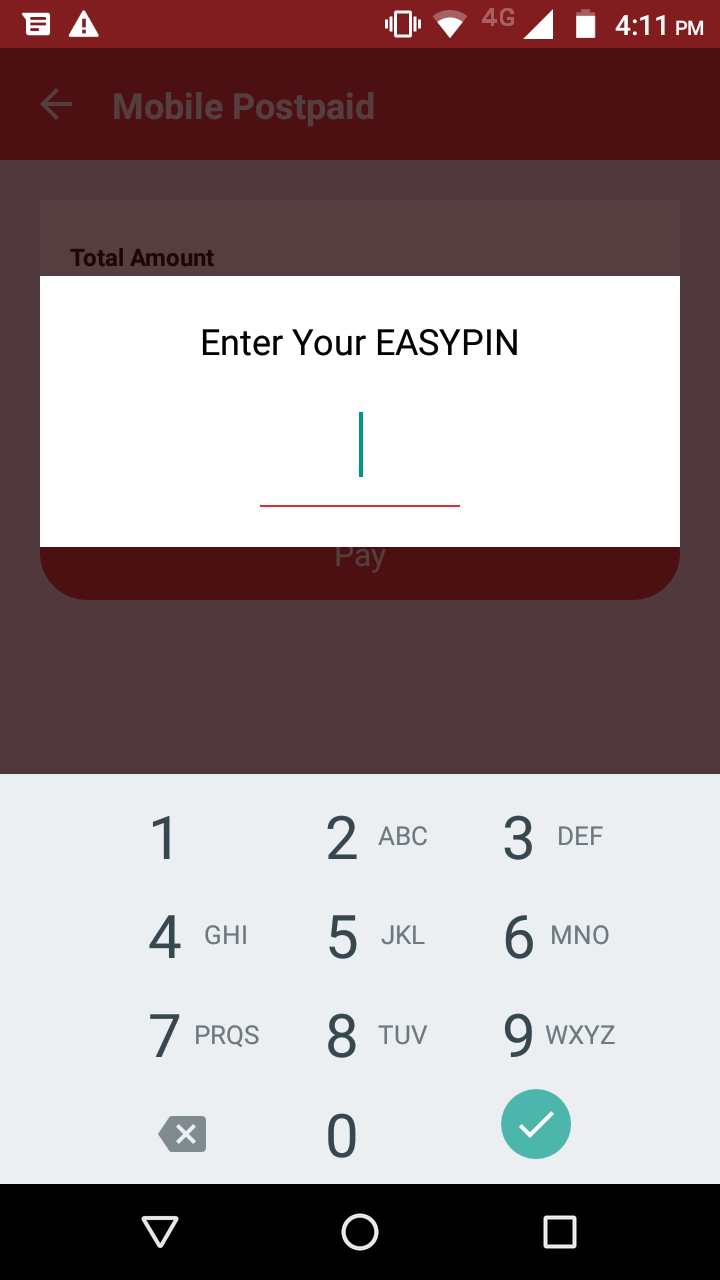 4G 4:11 PM
Mobile Postpaid
Total Amount
Enter Your EASYPIN
Pay
1 2 ABC 3 DEF
4 GHI 5 JKL 6 MNO
7 PRQS 8 TUV 9 WXYZ
0